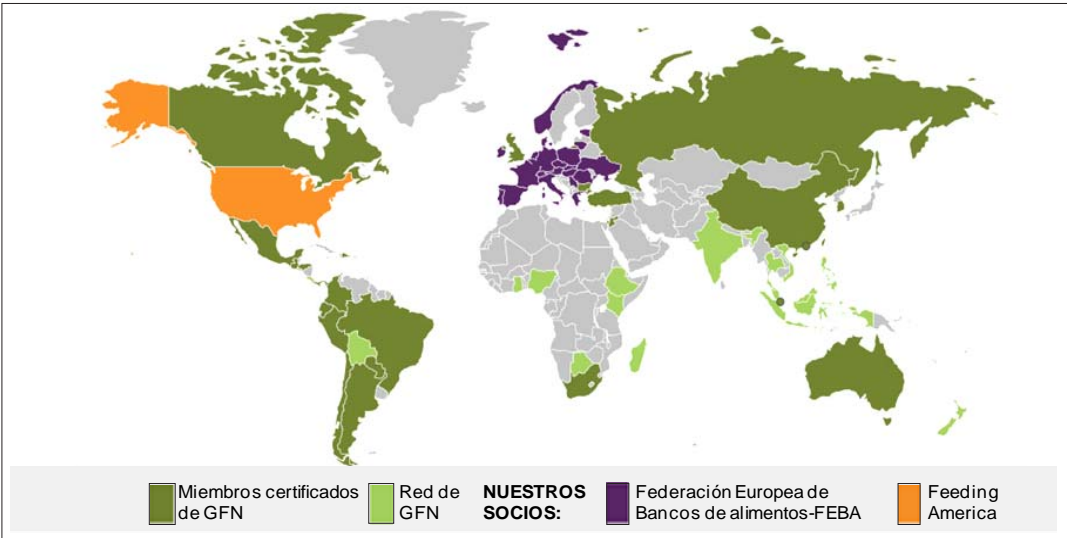 Miembros certificados
de GFN
Red de
GFN
NUESTROS
SOCIOS:
Federación Europea de
Bancos de alimentos-FEBA
Feeding
America